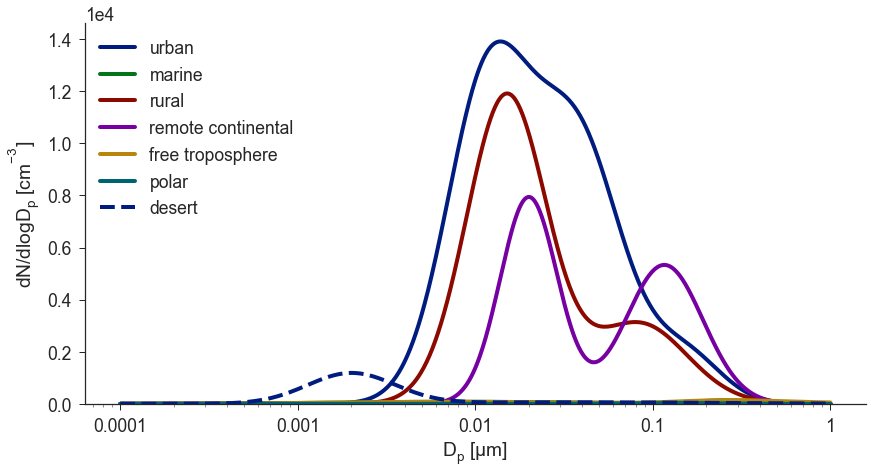 1e4
1.4
1.2
1.0
0.8
0.6
0.4
0.2
0.0
dN/dlogDp [cm−3]
urban
marine
rural
remote continental
free troposphere
polar
desert
0.0001 0.001 0.01 0.1 1
Dp [μm]